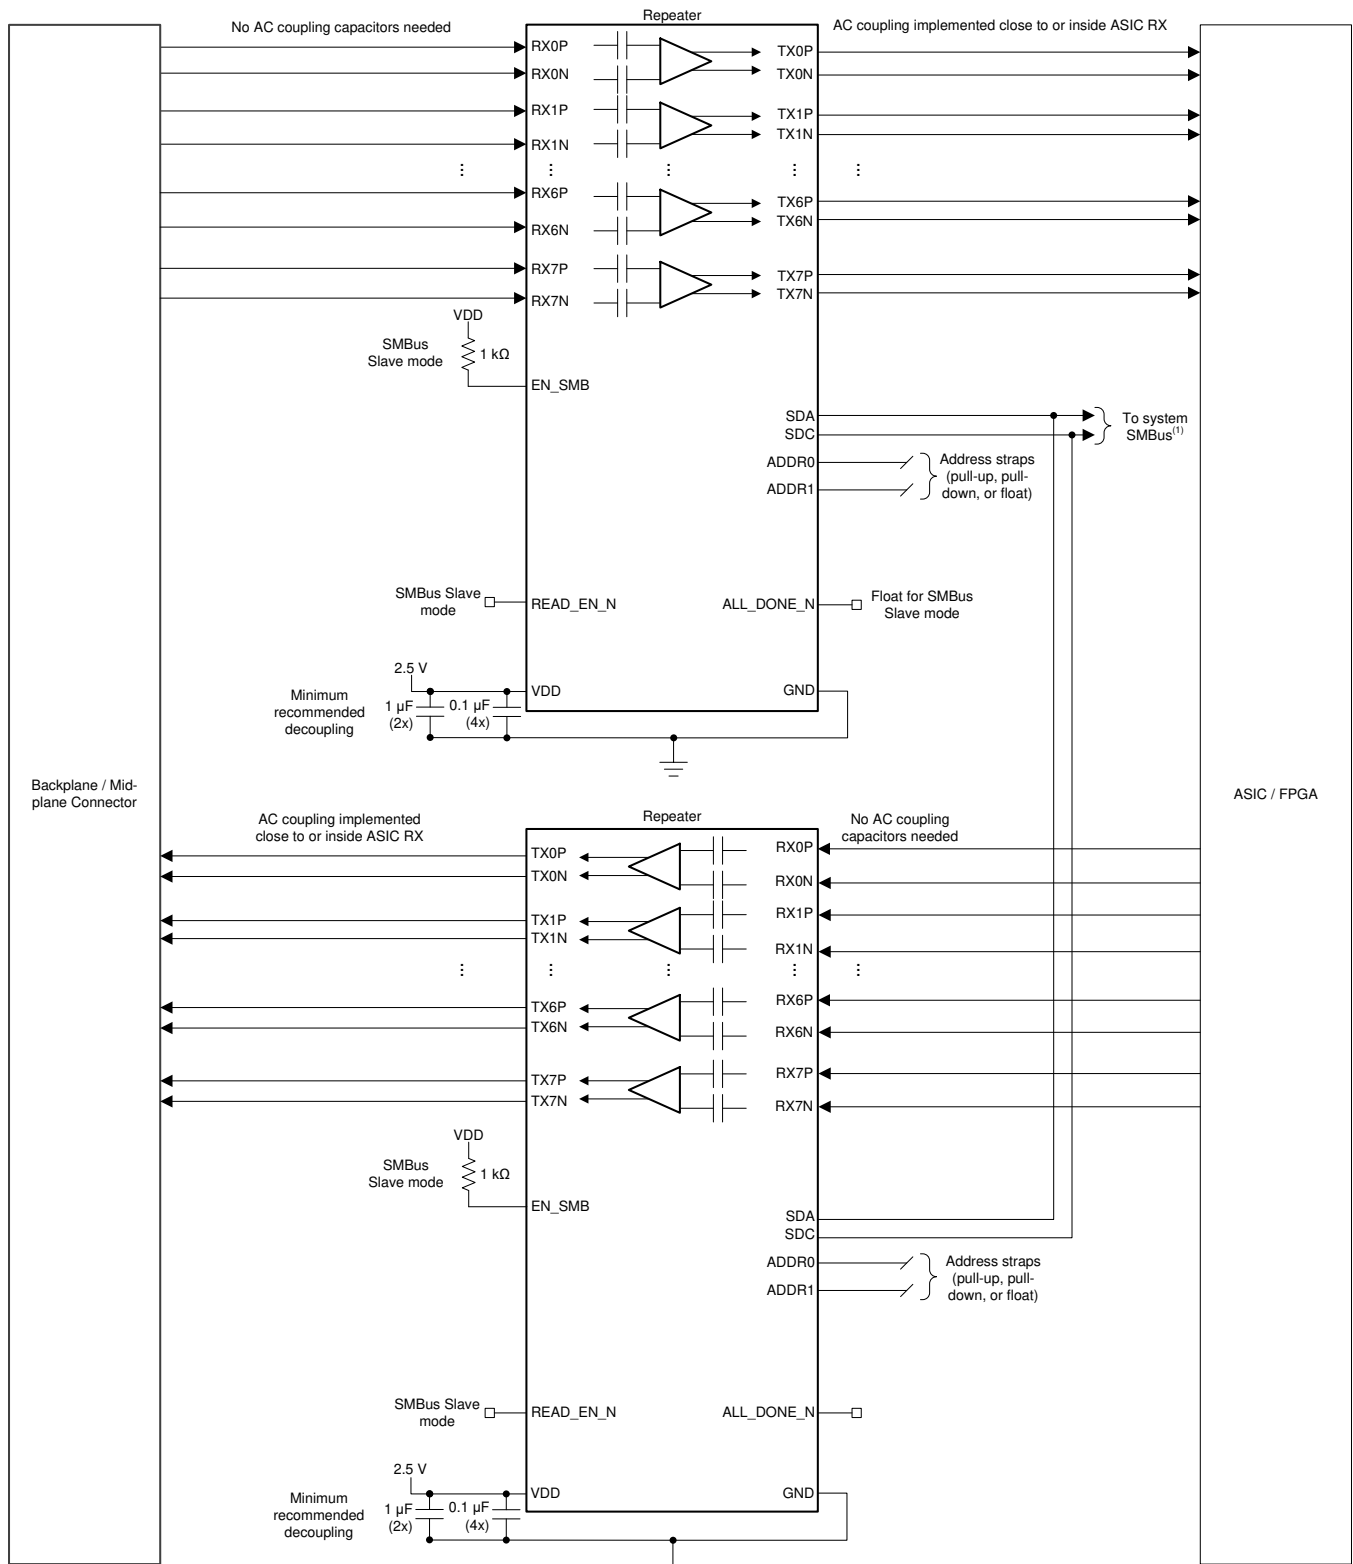 Repeater
No AC coupling capacitors needed
AC coupling implemented close to or inside ASIC RX
RX0P
TX0P
RX0N
TX0N
RX1P
TX1P
RX1N
TX1N
RX6P
TX6P
RX6N
TX6N
RX7P
TX7P
RX7N
TX7N
VDD
SMBus
Slave mode
1 kΩ
EN_SMB
SDA
SDC
To system
SMBus(1)
ADDR0
ADDR1
Address straps
(pull-up, pull-
down, or float)
SMBus Slave
mode
READ_EN_N
ALL_DONE_N
Float for SMBus
Slave mode
2.5 V
VDD
GND
Minimum
recommended
decoupling
1 µF
(2x)
0.1 µF
(4x)
Backplane / Mid-
plane Connector
ASIC / FPGA
Repeater
AC coupling implemented
close to or inside ASIC RX
No AC coupling
capacitors needed
TX0P
RX0P
TX0N
RX0N
TX1P
RX1P
TX1N
RX1N
TX6P
RX6P
TX6N
RX6N
TX7P
RX7P
TX7N
RX7N
VDD
SMBus
Slave mode
1 kΩ
EN_SMB
SDA
SDC
ADDR0
ADDR1
Address straps
(pull-up, pull-
down, or float)
SMBus Slave
mode
READ_EN_N
ALL_DONE_N
2.5 V
VDD
GND
Minimum
recommended
decoupling
1 µF
(2x)
0.1 µF
(4x)